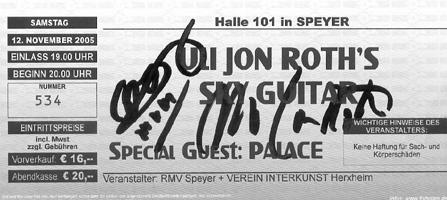 SAMSTAG
Halle 101 in SPEYER
12. NOVEMBER 2005
EINLASS 19.00 UHR
BEGINN 20.00 UHR
ULI JON ROTH'S
SKY GUITAR
NUMMER
534
EINTRITTSPREISE
incl. Mwst
zzgl. Gebühren
Vorverkauf: € 16,--
Abendkasse € 20,--
SPECIAL GUEST: PALACE
WICHTIGE HINWEISE DES
VERANSTALTERS:
Keine Haftung für Sach- und
Körperschäden
Veranstalter: RMV Speyer + VEREIN INTERKUNST Herxheim